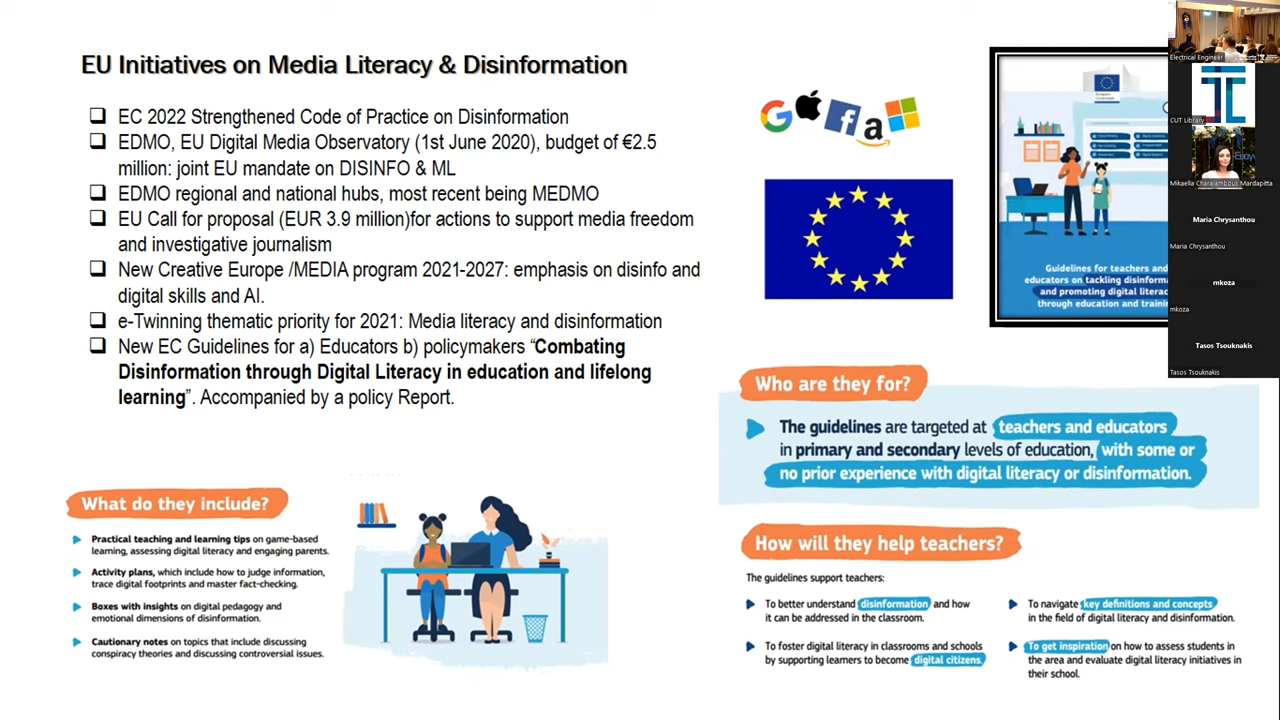 EU Initiatives on Media Literacy & Disinformation
EC 2022 Strengthened Code of Practice on Disinformation
EDMO, EU Digital Media Observatory (1st June 2020), budget of €2.5
million: joint EU mandate on DISINFO & ML
EDMO regional and national hubs, most recent being MEDMO
EU Call for proposal (EUR 3.9 million)for actions to support media freedom
and investigative journalism
New Creative Europe /MEDIA program 2021-2027: emphasis on disinfo and
digital skills and AI.
e-Twinning thematic priority for 2021: Media literacy and disinformation
New EC Guidelines for a) Educators b) policymakers “Combating
Disinformation through Digital Literacy in education and lifelong
learning”. Accompanied by a policy Report.
What do they include?
Practical teaching and learning tips on game-based
learning, assessing digital literacy and engaging parents.
Activity plans, which include how to judge information,
trace digital footprints and master fact-checking.
Boxes with insights on digital pedagogy and
emotional dimensions of disinformation.
Cautionary notes on topics that include discussing
conspiracy theories and discussing controversial issues.
G
f
a
Guidelines for teachers and
educators on tackling disinforma
and promoting digital literac
through education and trainin
Who are they for?
The guidelines are targeted at teachers and educators
in primary and secondary levels of education, with some or
no prior experience with digital literacy or disinformation.
How will they help teachers?
The guidelines support teachers:
To better understand disinformation and how
it can be addressed in the classroom.
To foster digital literacy in classrooms and schools
by supporting learners to become digital citizens.
To navigate key definitions and concepts
in the field of digital literacy and disinformation.
To get inspiration on how to assess students in
the area and evaluate digital literacy initiatives in
their school.
Electrical Engineer
CUT Library
Mikaella Charalambous Mardapitta
Maria Chrysanthou
Maria Chrysanthou
mkoza
mkoza
Tasos Tsouknakis
Tasos Tsouknakis